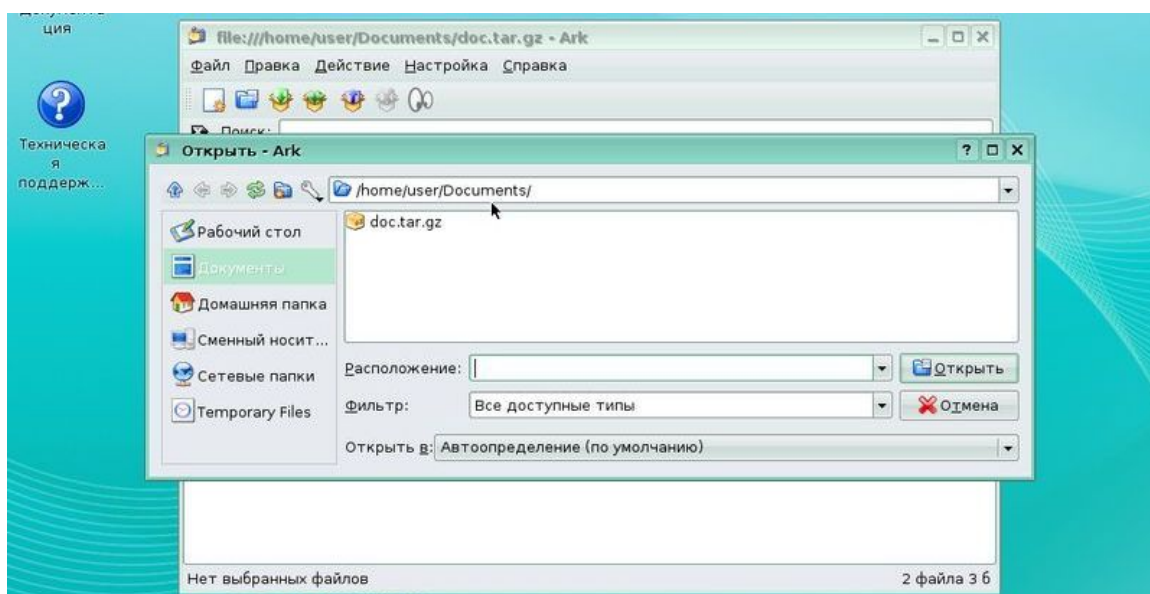 ция
Техническа
я
поддерж...
file:///home/user/Documents/doc.tar.gz - Ark
Файл Правка Действие Настройка Справка
Поиск:
Открыть - Ark
/home/user/Documents/
Рабочий стол
Документы
Домашняя папка
Сменный носит...
Сетевые папки
Temporary Files
doc.tar.gz
Расположение:
Открыть
Фильтр: Все доступные типы
Отмена
Открыть в: Автоопределение (по умолчанию)
Нет выбранных файлов
2 файла 3 б